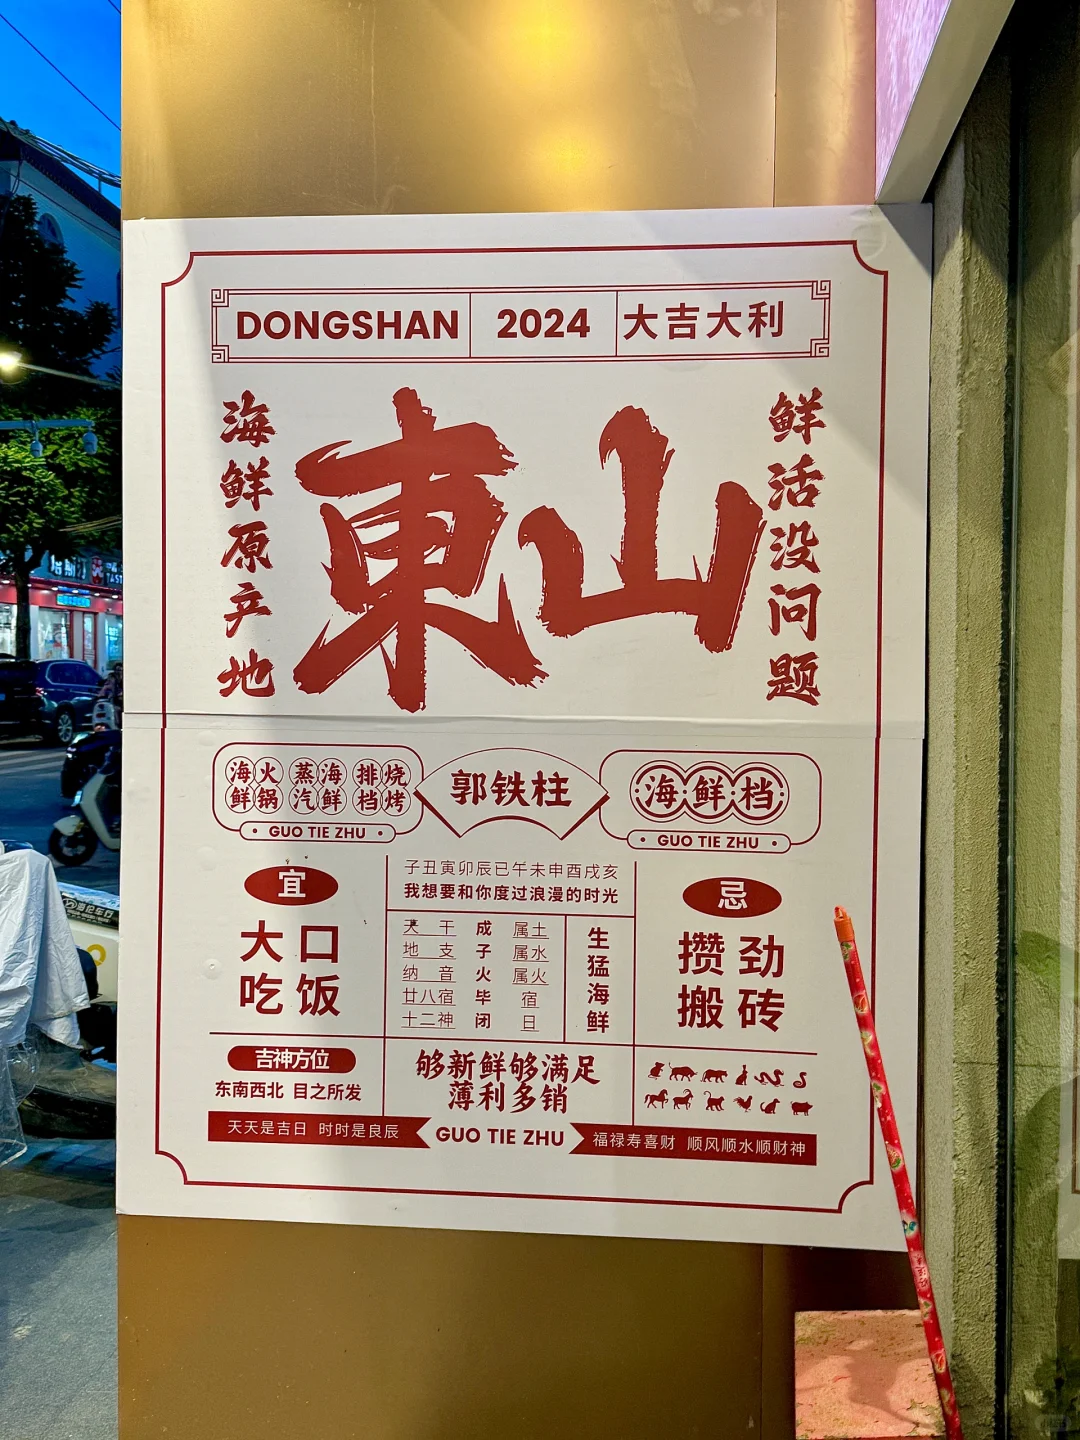 DONGSHAN 2024 大吉大利
海鲜原产地
東山
鲜活没问题
海鲜火锅 蒸汽海鲜 排档烧烤
GUO TIE ZHU
郭铁柱
海鲜档
GUO TIE ZHU
宜
大口
吃饭
子丑寅卯辰巳午未申酉戌亥
我想要和你度过浪漫的时光
天干 成 属土
地支 子 属水
纳音 火 属火
廿八宿 毕 宿
十二神 闭 日
生猛海鲜
忌
攒劲
搬砖
吉神方位
东南西北 目之所发
够新鲜够满足
薄利多销
天天是吉日 时时是良辰
GUO TIE ZHU
福禄寿喜财 顺风顺水顺财神